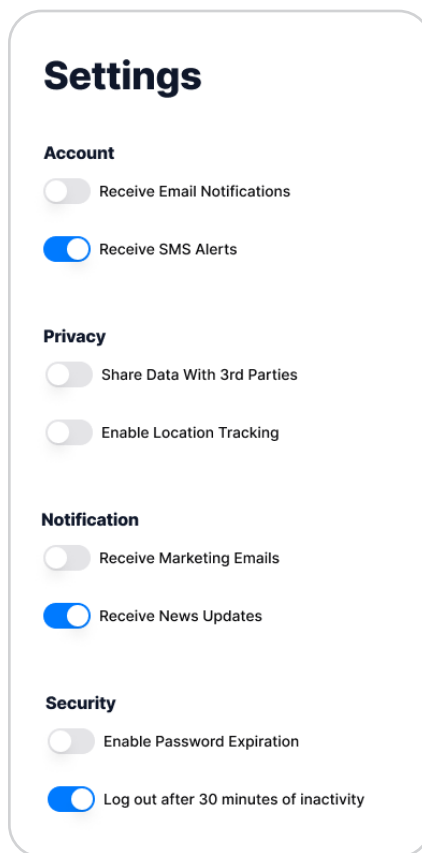 Settings
Account
Receive Email Notifications
Receive SMS Alerts
Privacy
Share Data With 3rd Parties
Enable Location Tracking
Notification
Receive Marketing Emails
Receive News Updates
Security
Enable Password Expiration
Log out after 30 minutes of inactivity